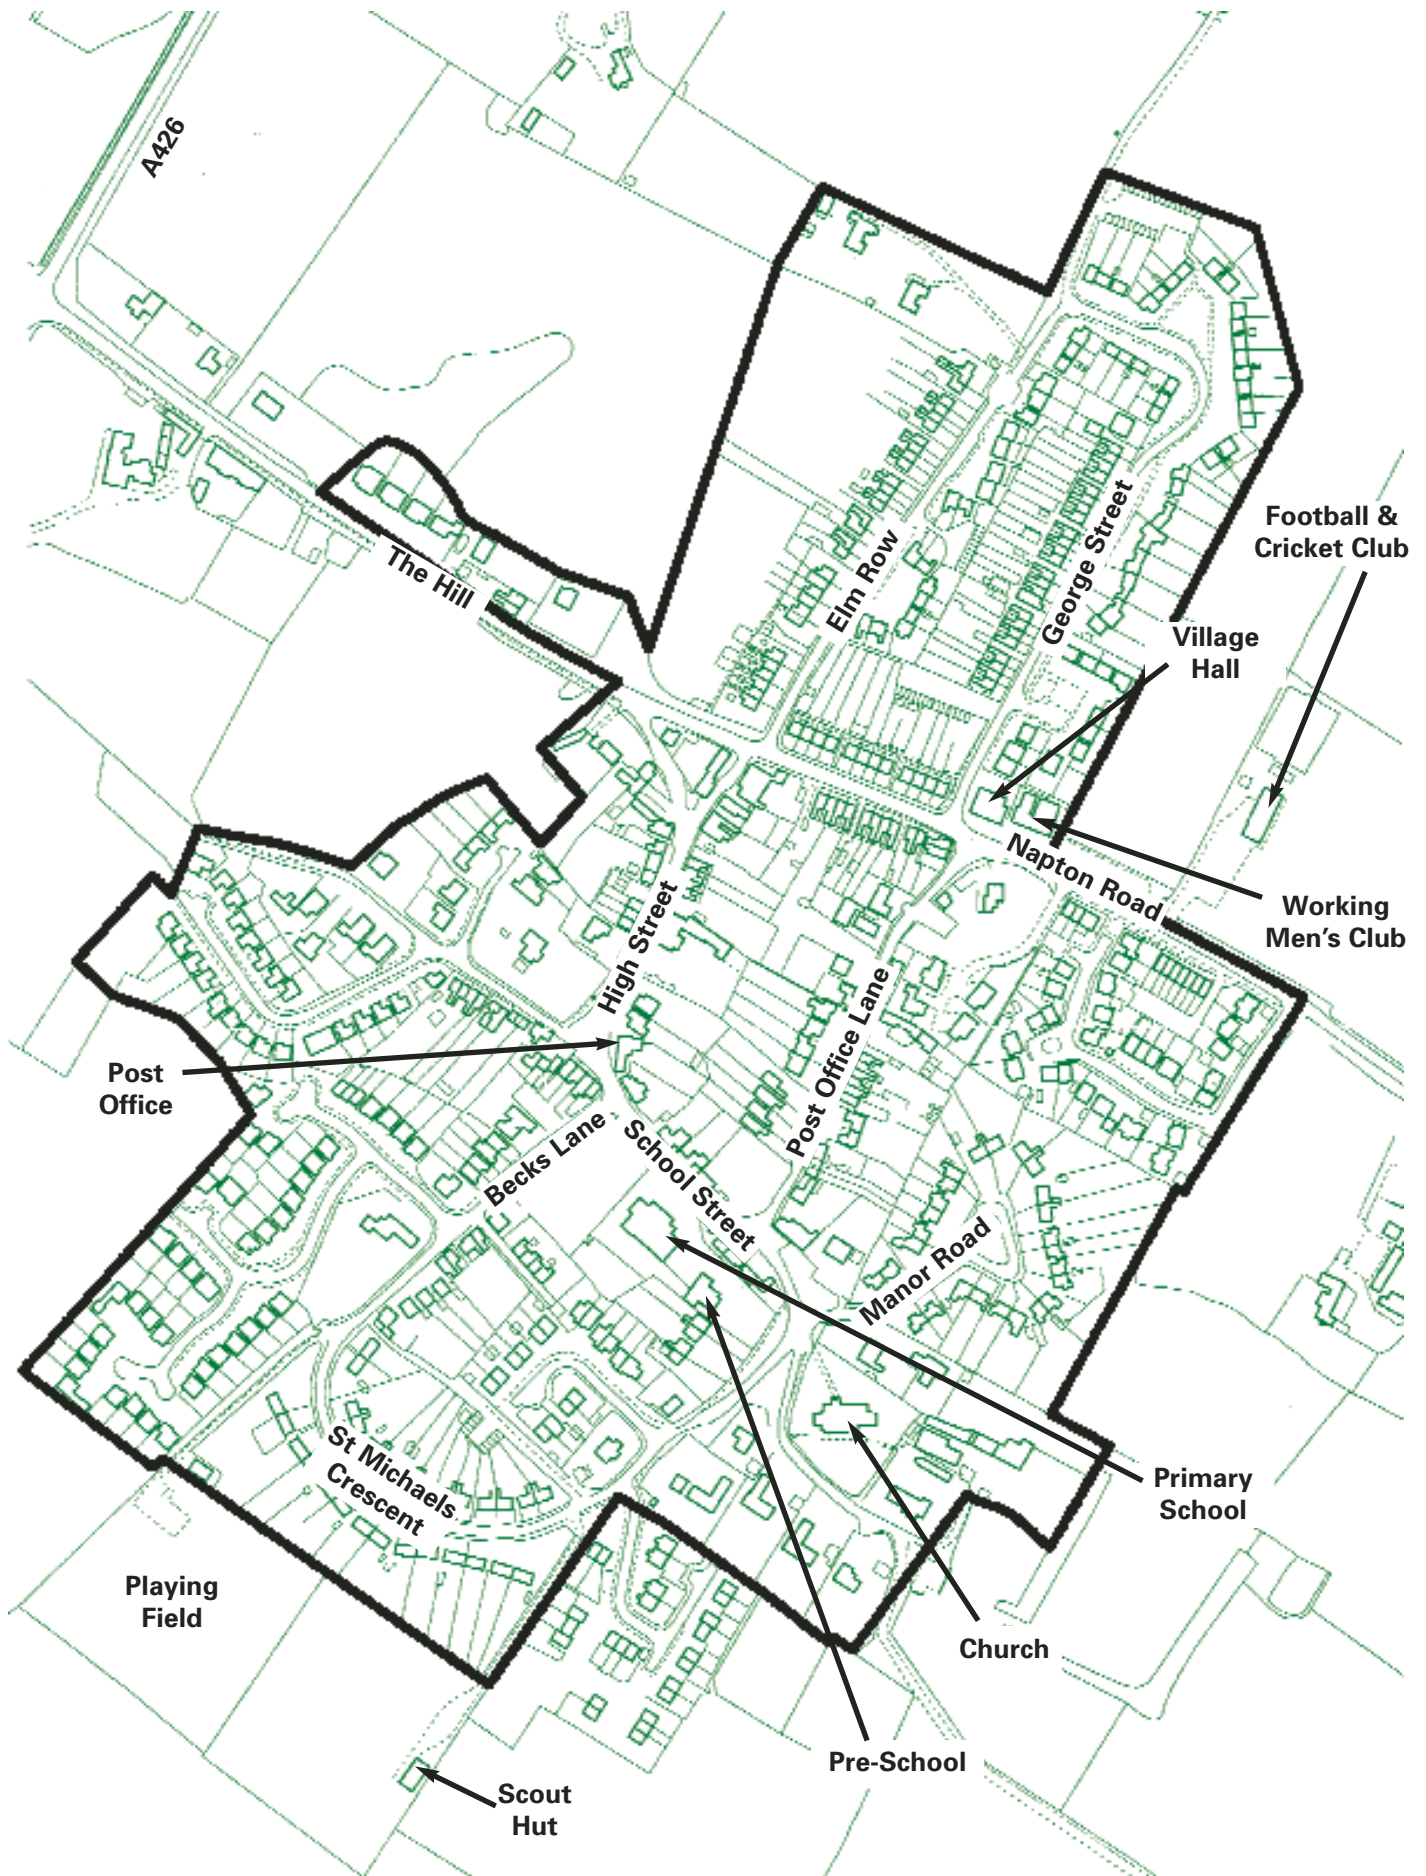 A426
Football &
Cricket Club
The Hill
Elm Row
George Street
Village
Hall
Napton Road
Working
Men's Club
High Street
Post Office Lane
Post
Office
Becks Lane
School Street
Manor Road
St Michaels
Crescent
Primary
School
Playing
Field
Church
Pre-School
Scout
Hut